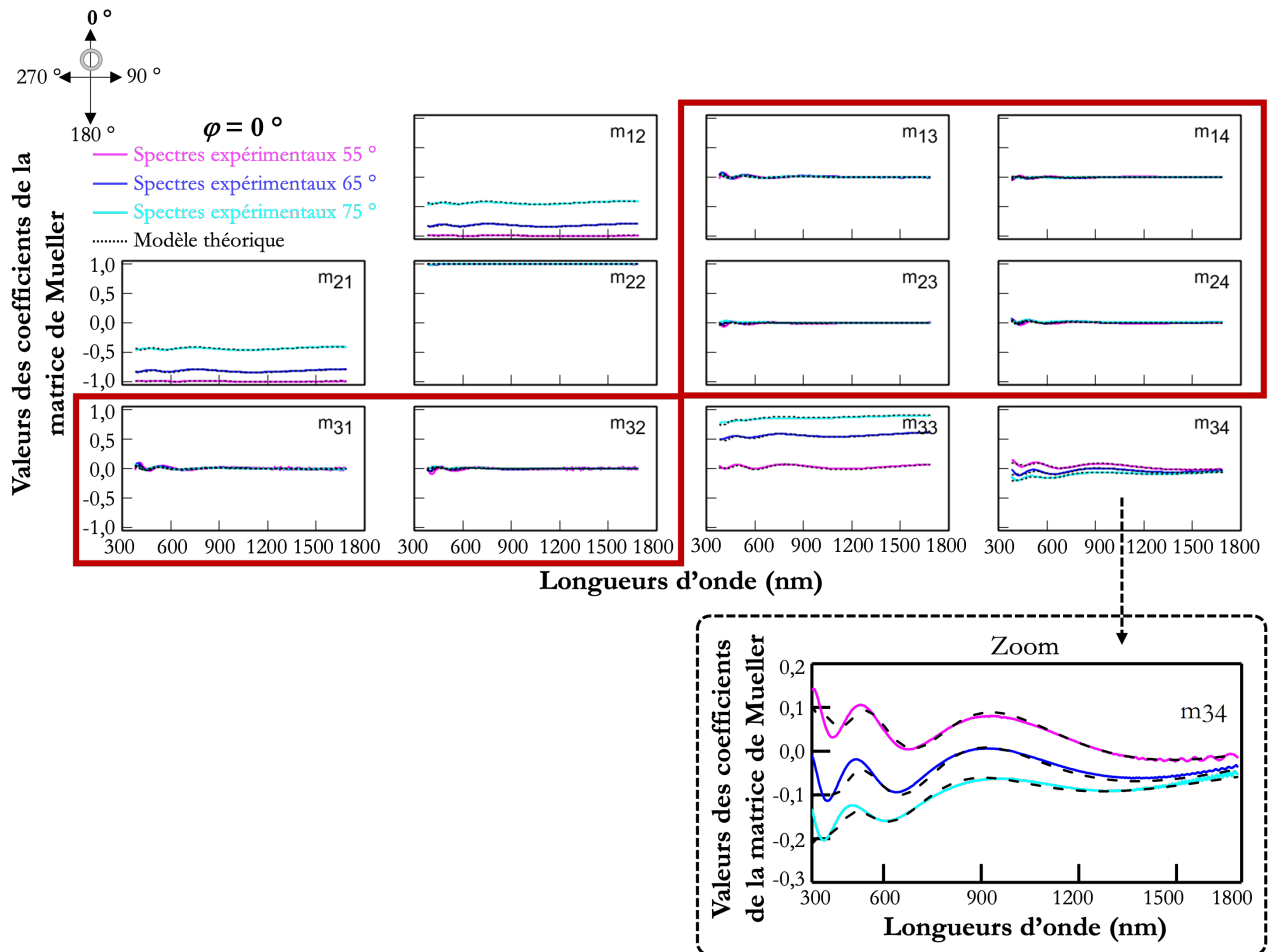 0 °
270 °
90 °
180 °
φ = 0 °
Spectres expérimentaux 55 °
Spectres expérimentaux 65 °
Spectres expérimentaux 75 °
Modèle théorique
Valeurs des coefficients de la
matrice de Mueller
m12
m13
m14
1,0
0,5
0,0
-0,5
-1,0
m21
m22
m23
m24
1,0
0,5
0,0
-0,5
-1,0
m31
m32
m33
m34
300 600 900 1200 1500 1800
300 600 900 1200 1500 1800
300 600 900 1200 1500 1800
300 600 900 1200 1500 1800
Longueurs d’onde (nm)
Zoom
Valeurs des coefficients
de la matrice de Mueller
0,2
0,1
0,0
-0,1
-0,2
-0,3
m34
300 600 900 1200 1500 1800
Longueurs d’onde (nm)